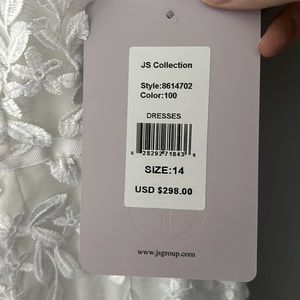 JS Collection
Style:8614702
Color:100
DRESSES
6 28292 71843 6
SIZE:14
USD $298.00
www.jsgroup.com